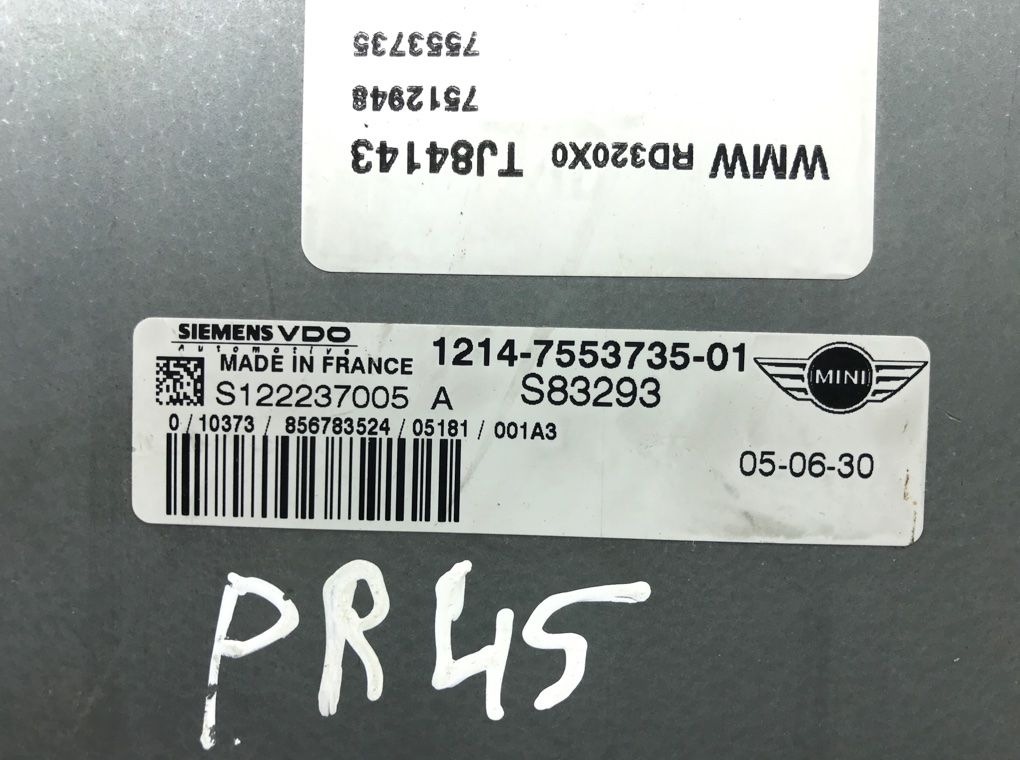 WMW RD320X0 TJ84143
7512948
7553735
SIEMENS VDO
Automotive
MADE IN FRANCE 1214-7553735-01
S122237005 A S83293
MINI
0 / 10373 / 856783524 / 05181 / 001A3
05-06-30
PR45